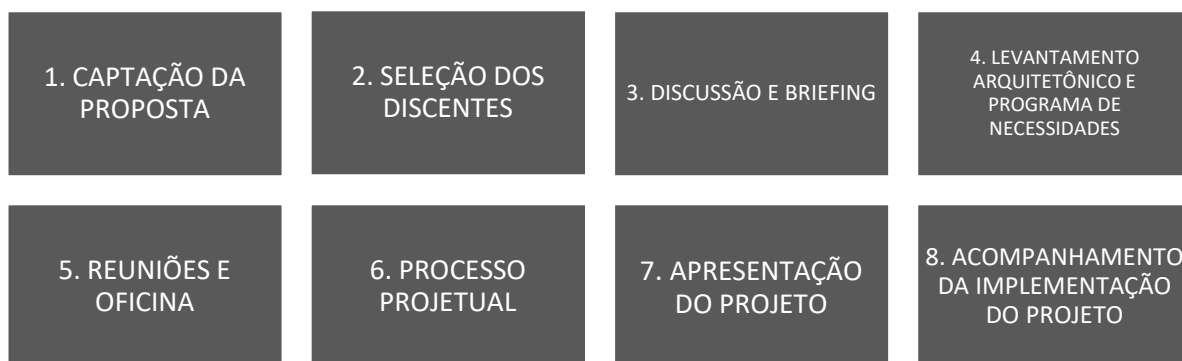 1. CAPTAÇÃO DA
PROPOSTA
2. SELEÇÃO DOS
DISCENTES
3. DISCUSSÃO E BRIEFING
4. LEVANTAMENTO
ARQUITETÔNICO E
PROGRAMA DE
NECESSIDADES
5. REUNIÕES E
OFICINA
6. PROCESSO
PROJETUAL
7. APRESENTAÇÃO
DO PROJETO
8. ACOMPANHAMENTO
DA IMPLEMENTAÇÃO
DO PROJETO